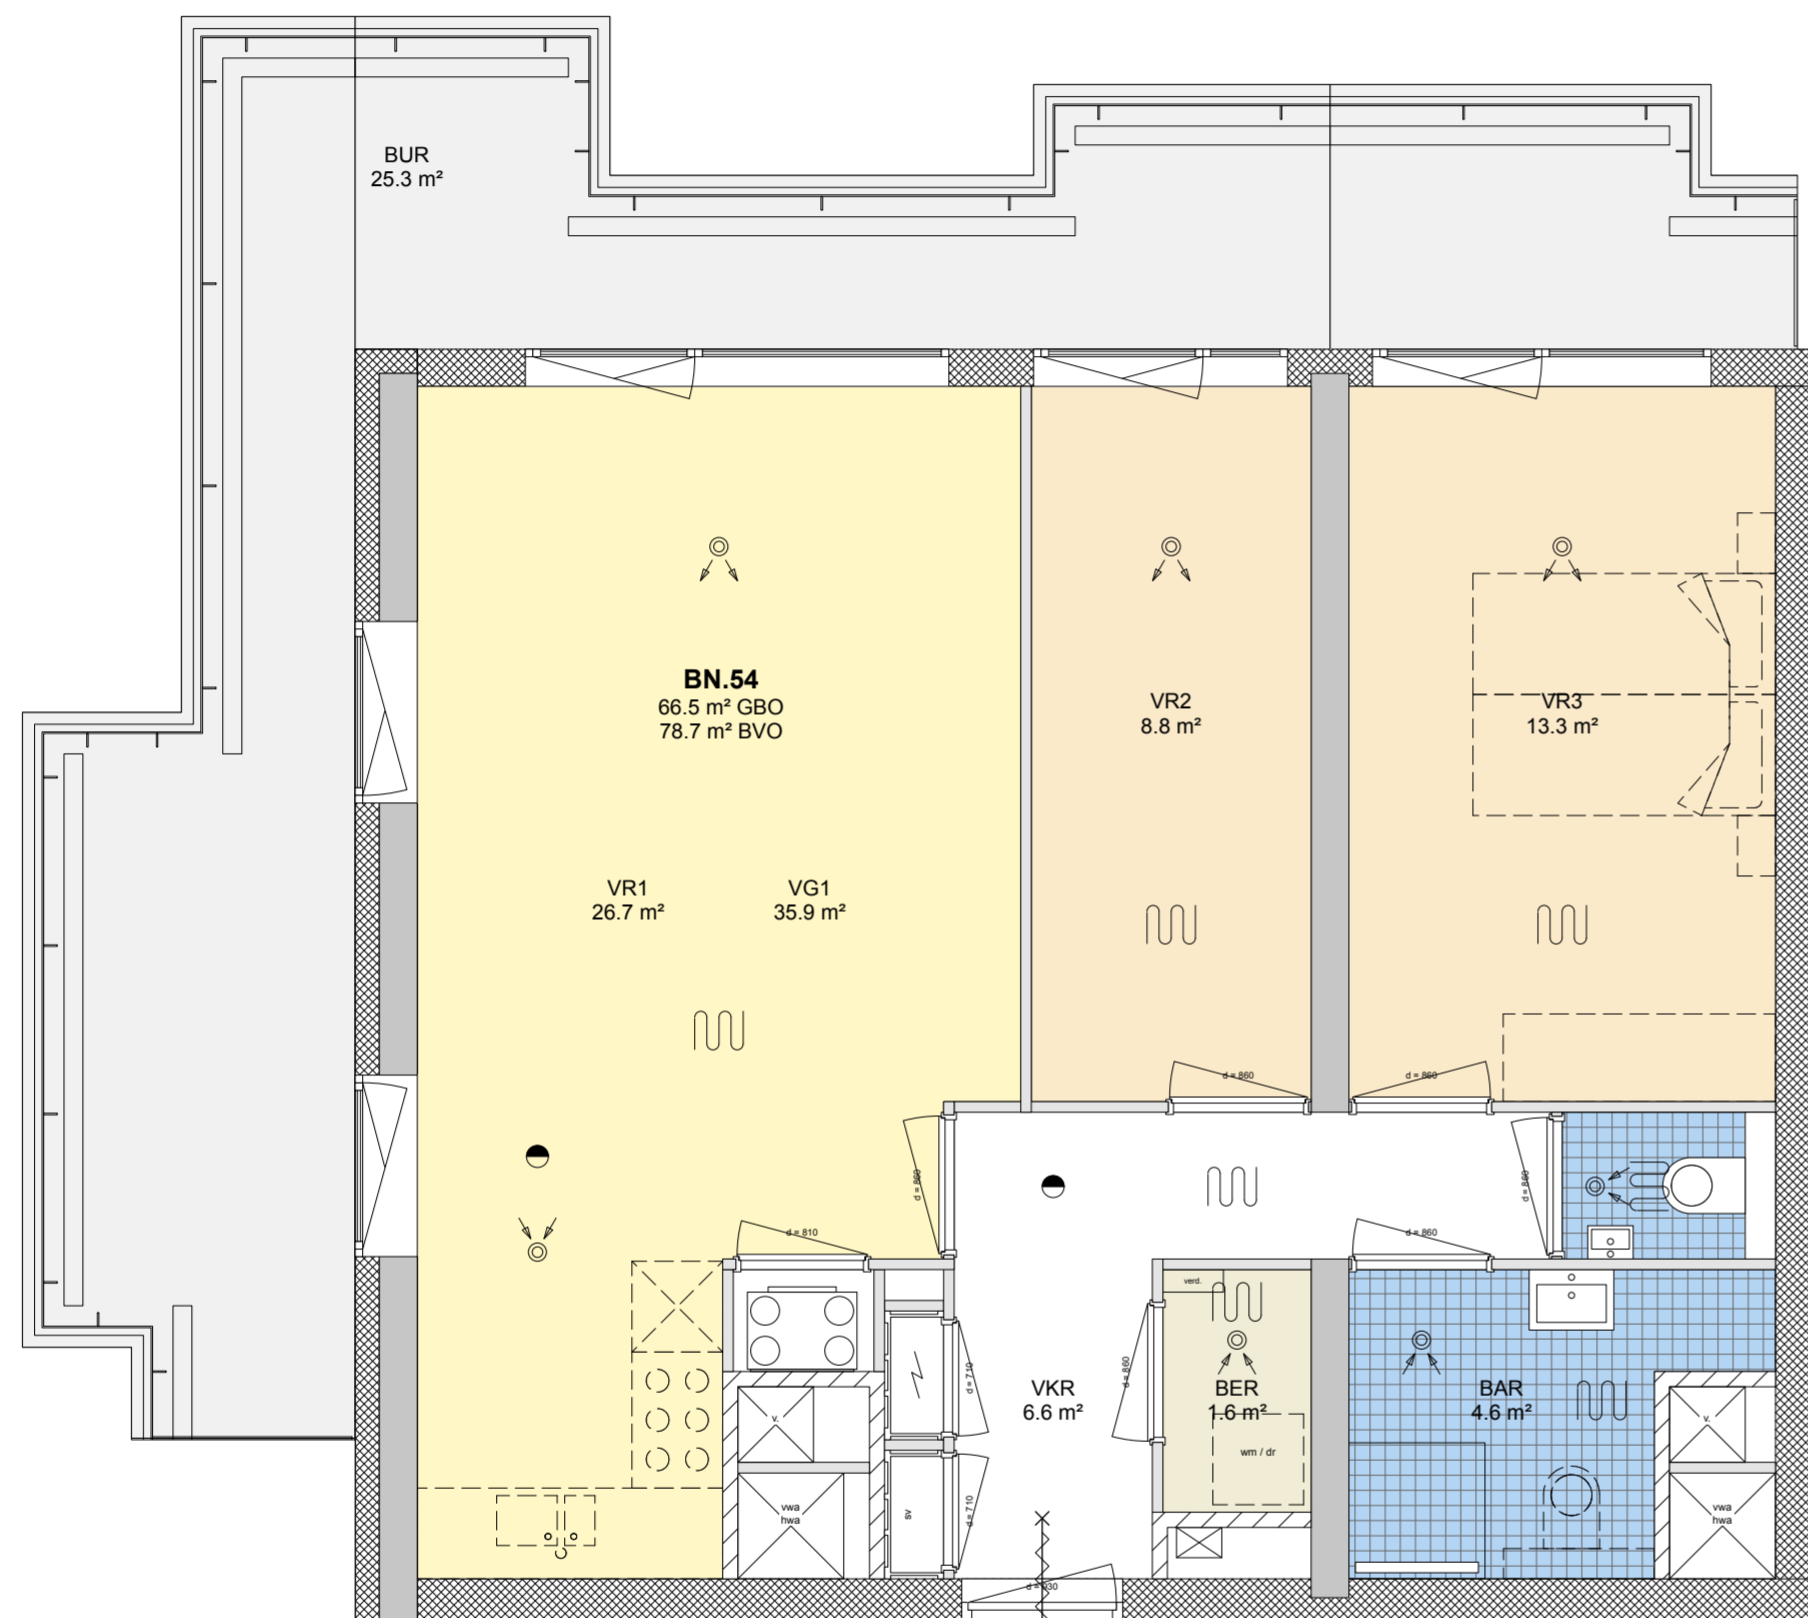 BUR
25.3 m²
BN.54
66.5 m² GBO
78.7 m² BVO
VR2
8.8 m²
VR3
13.3 m²
VR1
26.7 m²
VG1
35.9 m²
d = 860
d = 860
d = 860
d = 860
d = 810
d = 860
verd.
d = 710
d = 860
VKR
6.6 m²
BER
1.6 m²
BAR
4.6 m²
v.
v.
wm / dr
vwa
hwa
sv
d = 710
vwa
hwa
d = 930